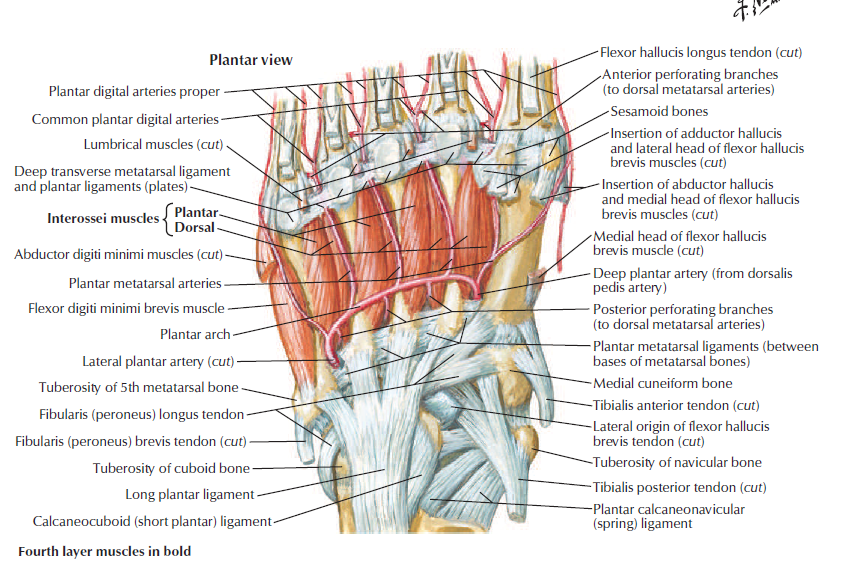 Plantar view
Plantar digital arteries proper
Common plantar digital arteries
Lumbrical muscles (cut)
Deep transverse metatarsal ligament
and plantar ligaments (plates)
Interossei muscles { Plantar
Dorsal
Abductor digiti minimi muscles (cut)
Plantar metatarsal arteries
Flexor digiti minimi brevis muscle
Plantar arch
Lateral plantar artery (cut)
Tuberosity of 5th metatarsal bone
Fibularis (peroneus) longus tendon
Fibularis (peroneus) brevis tendon (cut)
Tuberosity of cuboid bone
Long plantar ligament
Calcaneocuboid (short plantar) ligament
Flexor hallucis longus tendon (cut)
Anterior perforating branches
(to dorsal metatarsal arteries)
Sesamoid bones
Insertion of adductor hallucis
and lateral head of flexor hallucis
brevis muscles (cut)
Insertion of abductor hallucis
and medial head of flexor hallucis
brevis muscles (cut)
Medial head of flexor hallucis
brevis muscle (cut)
Deep plantar artery (from dorsalis
pedis artery)
Posterior perforating branches
(to dorsal metatarsal arteries)
Plantar metatarsal ligaments (between
bases of metatarsal bones)
Medial cuneiform bone
Tibialis anterior tendon (cut)
Lateral origin of flexor hallucis
brevis tendon (cut)
Tuberosity of navicular bone
Tibialis posterior tendon (cut)
Plantar calcaneonavicular
(spring) ligament
Fourth layer muscles in bold